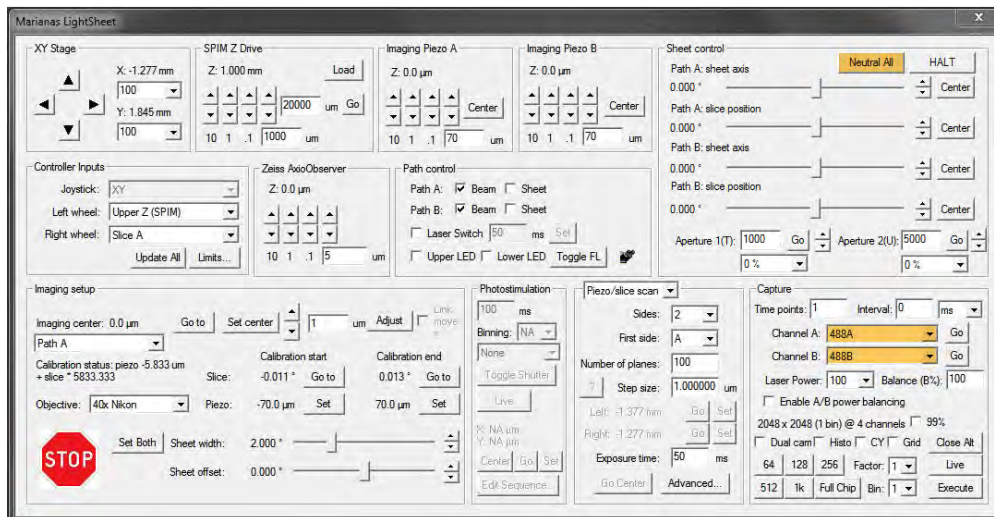 Marianas LightSheet
X
XY Stage
X: -1.277 mm
100
Y: 1.845 mm
100
SPIM Z Drive
Z: 1.000 mm
Load
20000 um Go
10 1 .1 1000 um
Imaging Piezo A
Z: 0.0 µm
Center
10 1 .1 70 um
Imaging Piezo B
Z: 0.0 µm
Center
10 1 .1 70 um
Sheet control
Neutral All HALT
Path A: sheet axis
0.000 ° Center
Path A: slice position
0.000 ° Center
Path B: sheet axis
0.000 ° Center
Path B: slice position
0.000 ° Center
Aperture 1(T): 1000 Go Aperture 2(U): 5000 Go
0 % 0 %
Controller Inputs
Joystick: XY
Left wheel: Upper Z (SPIM)
Right wheel: Slice A
Update All Limits...
Zeiss AxioObserver
Z: 0.0 µm
10 1 .1 5 um
Path control
Path A: Beam Sheet
Path B: Beam Sheet
Laser Switch 50 ms Set
Upper LED Lower LED Toggle FL
Imaging setup
Imaging center: 0.0 µm Go to Set center 1 um Adjust Link move
Path A
Calibration status: piezo -5.833 um
+ slice * 5833.333
Calibration start Calibration end
Slice: -0.011 ° Go to 0.013 ° Go to
Objective: 40x Nikon Piezo: -70.0 µm Set 70.0 µm Set
STOP
Set Both Sheet width: 2.000 °
Sheet offset: 0.000 °
Photostimulation
100 ms
Binning: NA
None
Toggle Shutter
Live
X: NA µm
Y: NA µm
Center Go Set
Edit Sequence...
Piezo/slice scan
Sides: 2
First side: A
Number of planes: 100
? Step size: 1.000000 um
Left: -1.377 mm Go Set
Right: -1.277 mm Go Set
Exposure time: 50 ms
Go Center Advanced...
Capture
Time points: 1 Interval: 0 ms
Channel A: 488A Go
Channel B: 488B Go
Laser Power: 100 Balance (B%): 100
Enable A/B power balancing
2048 x 2048 (1 bin) @ 4 channels 99%
Dual cam Histo CY Grid Close Alt
64 128 256 Factor: 1 Live
512 1k Full Chip Bin: 1 Execute